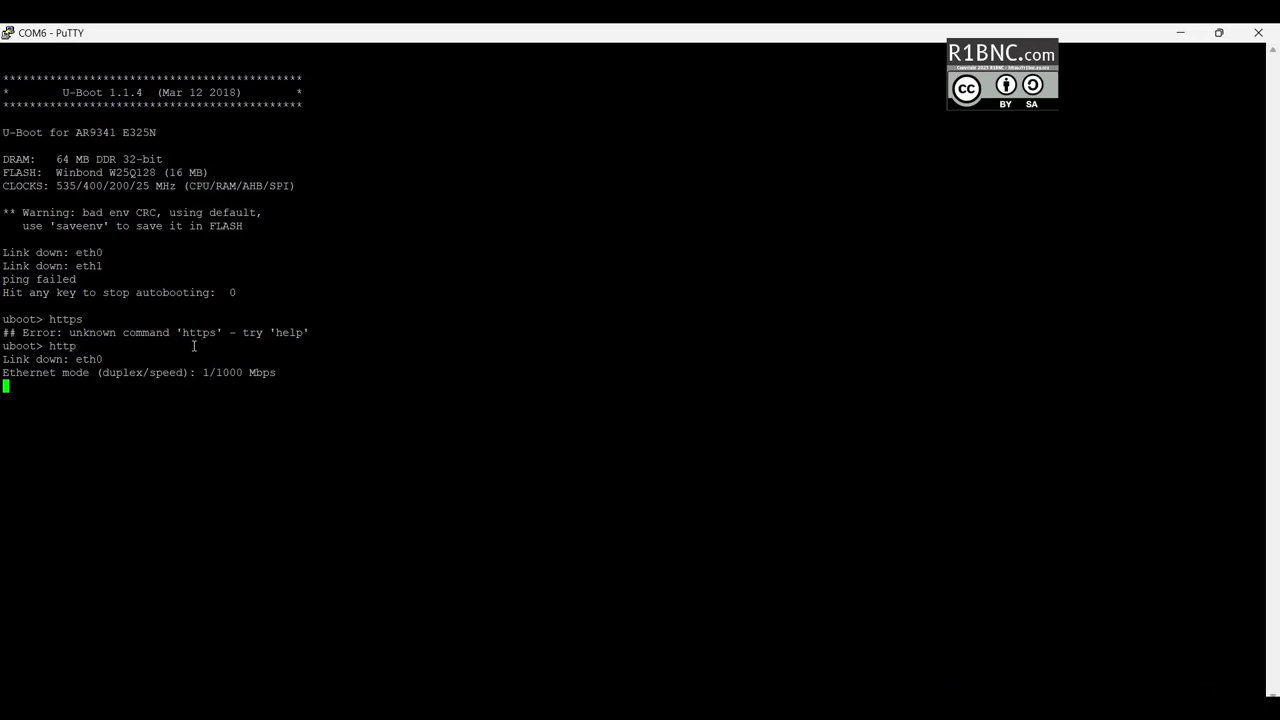 COM6 - PuTTY
R1BNC.com
cc
BY SA
*********************************************
* U-Boot 1.1.4 (Mar 12 2018) *
*********************************************
U-Boot for AR9341 E325N
DRAM: 64 MB DDR 32-bit
FLASH: Winbond W25Q128 (16 MB)
CLOCKS: 535/400/200/25 MHz (CPU/RAM/AHB/SPI)
** Warning: bad env CRC, using default,
use 'saveenv' to save it in FLASH
Link down: eth0
Link down: eth1
ping failed
Hit any key to stop autobooting: 0
uboot> https
## Error: unknown command 'https' - try 'help'
uboot> http
Link down: eth0
Ethernet mode (duplex/speed): 1/1000 Mbps